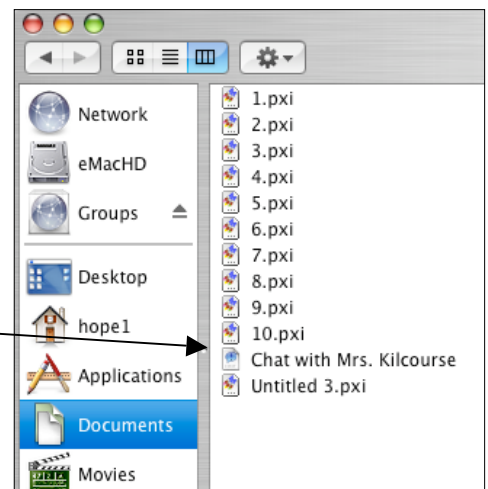 Network
eMacHD
Groups
Desktop
hope1
Applications
Documents
Movies
1.pxi
2.pxi
3.pxi
4.pxi
5.pxi
6.pxi
7.pxi
8.pxi
9.pxi
10.pxi
Chat with Mrs. Kilcourse
Untitled 3.pxi